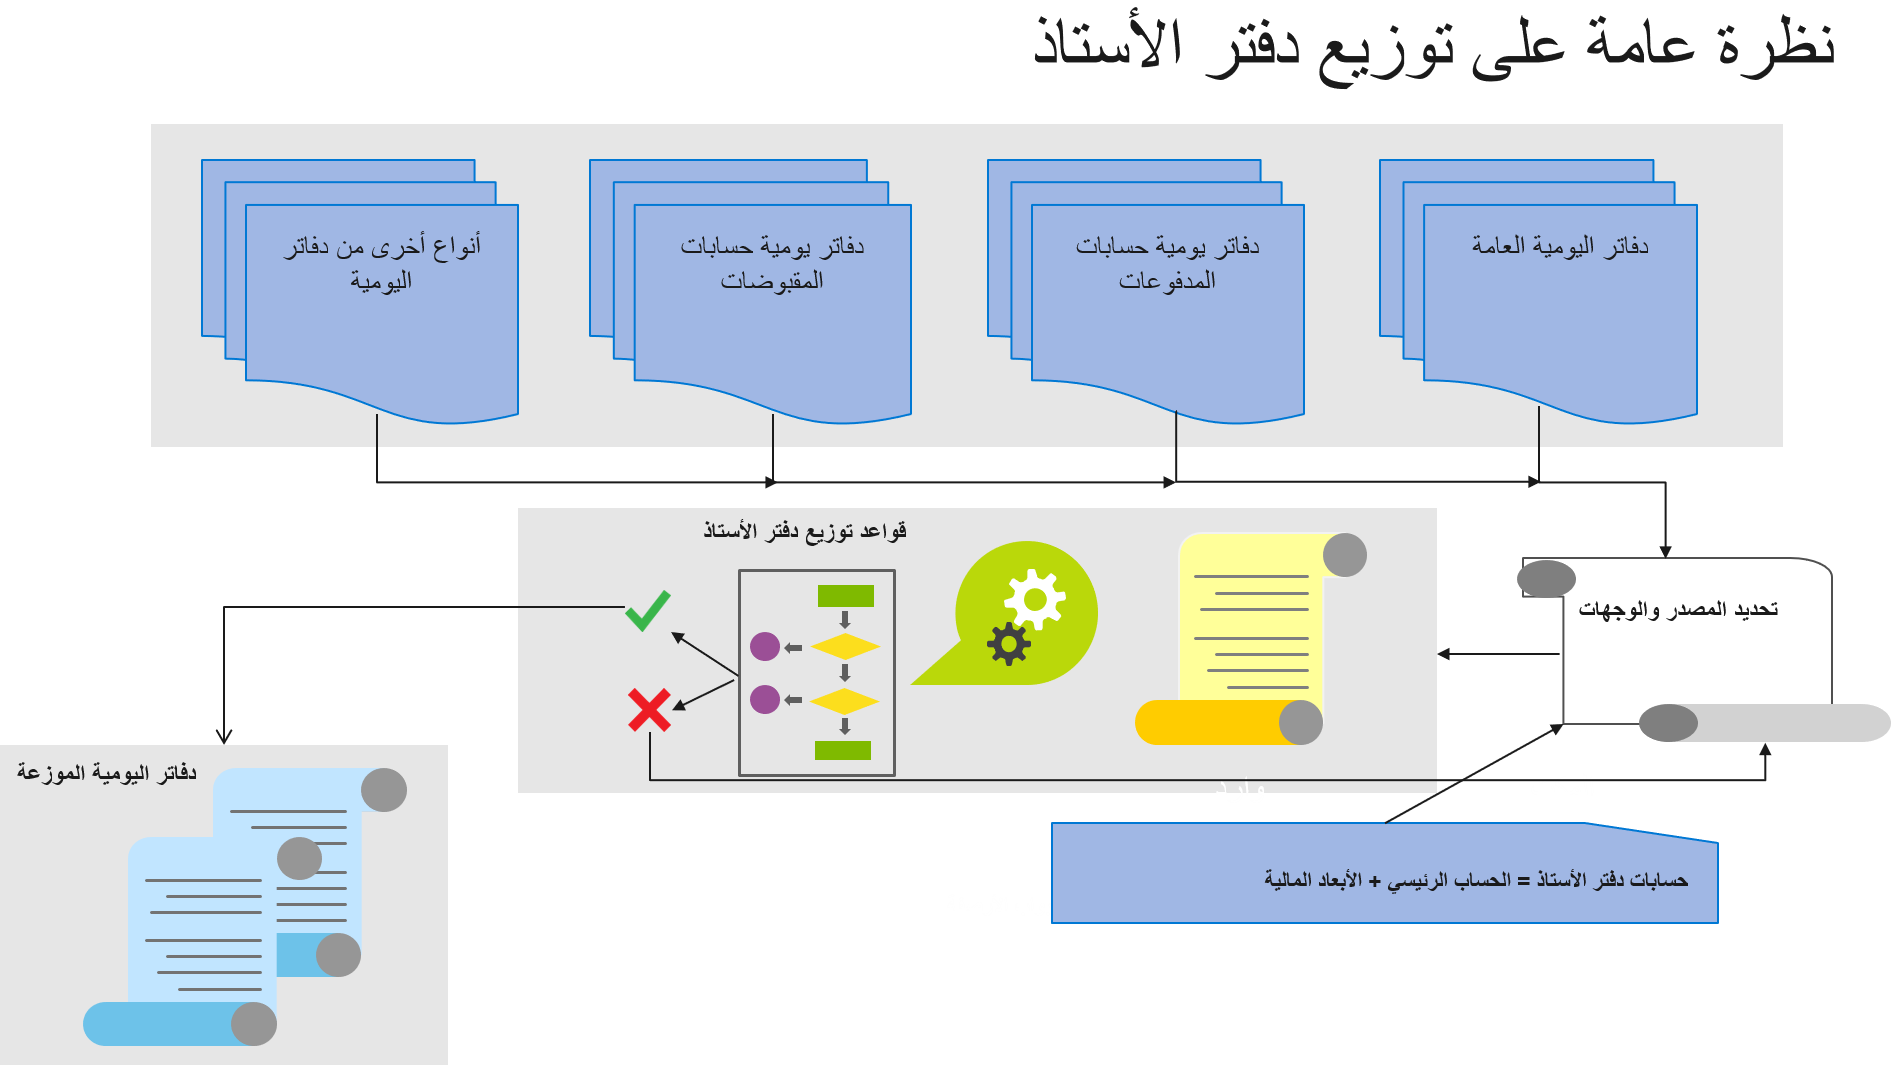 نظرة عامة على توزيع دفتر الأستاذ
دفاتر اليومية العامة
دفاتر يومية حسابات
المدفوعات
دفاتر يومية حسابات
المقبوضات
أنواع أخرى من دفاتر
اليومية
تحديد المصدر والوجهات
قواعد توزيع دفتر الأستاذ
دفاتر اليومية الموزعة
حسابات دفتر الأستاذ = الحساب الرئيسي + الأبعاد المالية